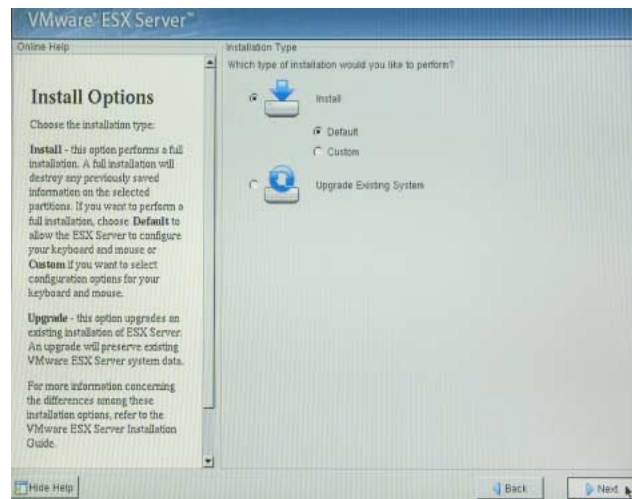 VMware® ESX Server™
Online Help
Install Options
Choose the installation type:
Install - this option performs a full
installation. A full installation will
destroy any previously saved
information on the selected
partitions. If you want to perform a
full installation, choose Default to
allow the ESX Server to configure
your keyboard and mouse or
Custom if you want to select
configuration options for your
keyboard and mouse.
Upgrade - this option upgrades an
existing installation of ESX Server.
An upgrade will preserve existing
VMware ESX Server system data.
For more information concerning
the differences among these
installation options, refer to the
VMware ESX Server Installation
Guide.
Installation Type
Which type of installation would you like to perform?
Install
Default
Custom
Upgrade Existing System
Hide Help
Back
Next